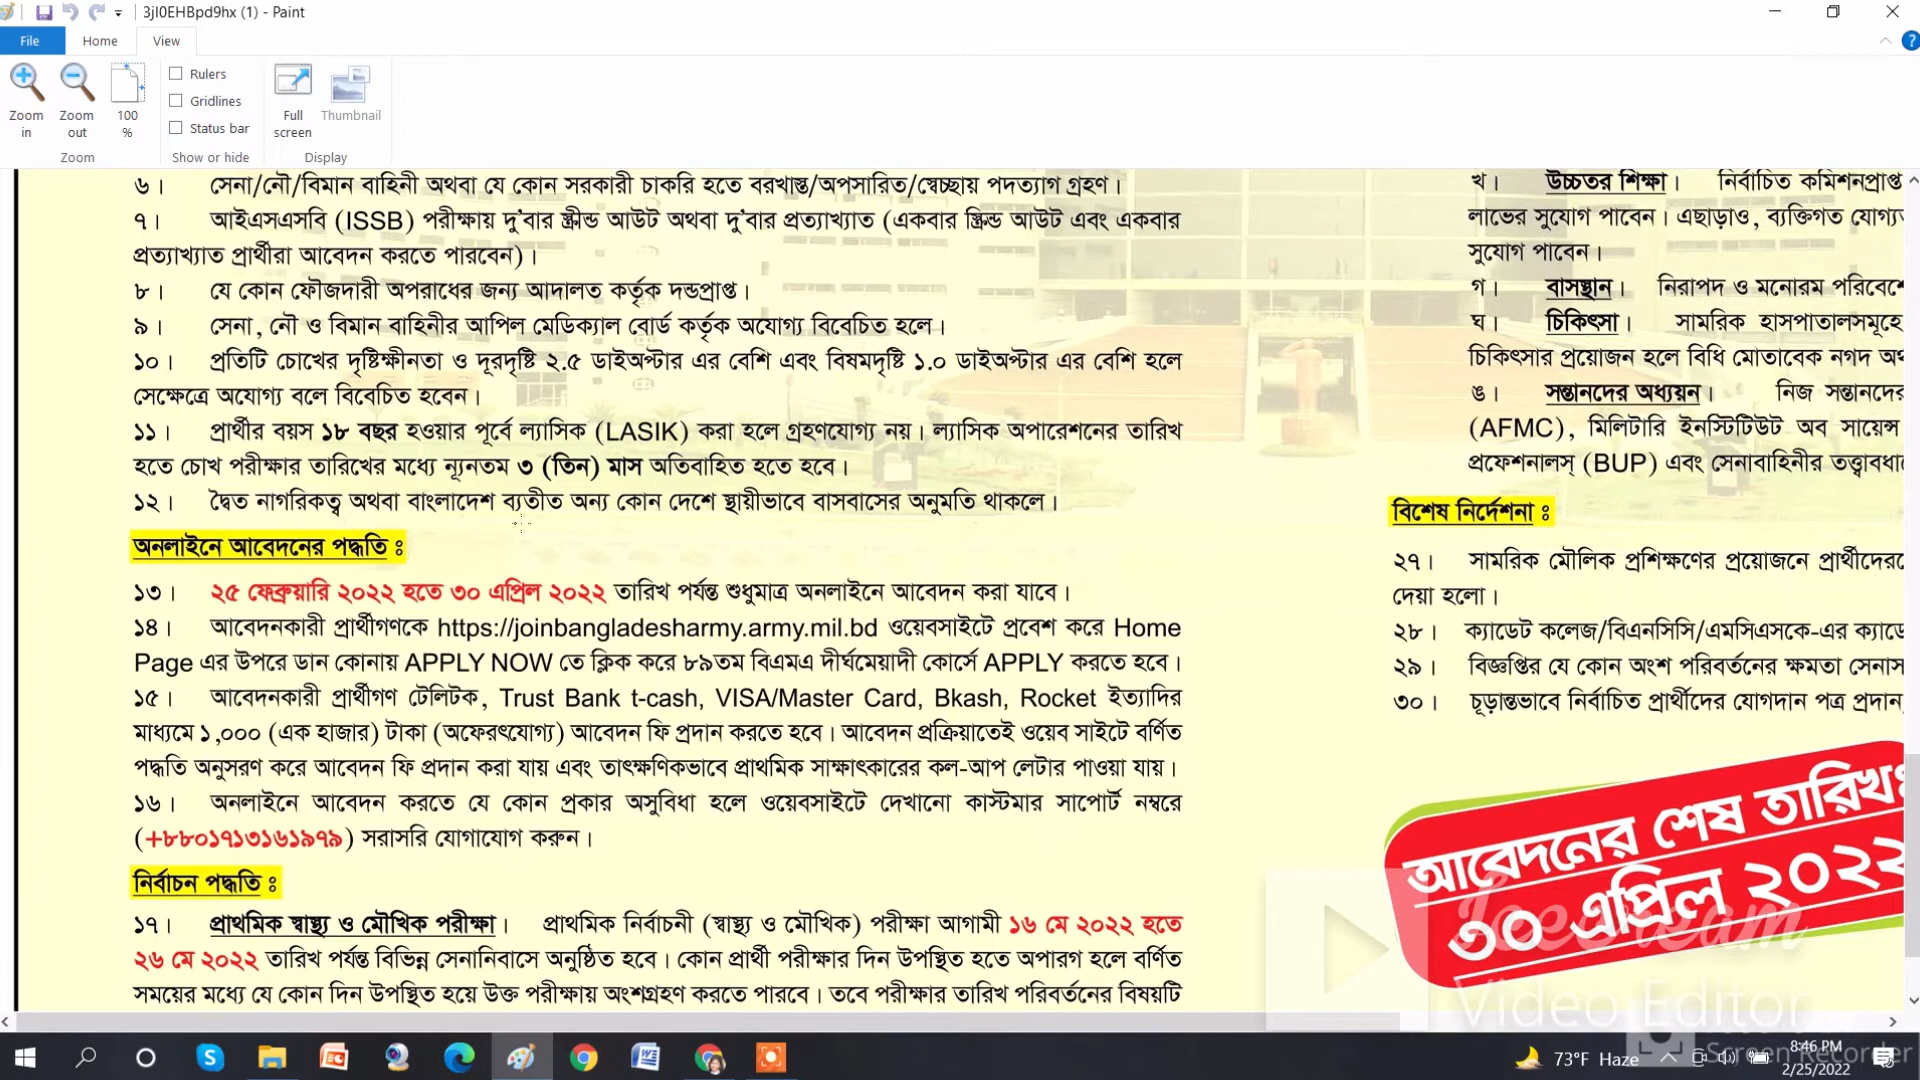 3jI0EHBpd9hx (1) - Paint
File Home View
Zoom in
Zoom out
100 %
Rulers
Gridlines
Status bar
Full screen
Thumbnail
Zoom
Show or hide
Display
৬। সেনা/নৌ/বিমান বাহিনী অথবা যে কোন সরকারী চাকরি হতে বরখাস্ত/অপসারিত/স্বেচ্ছায় পদত্যাগ গ্রহণ।
৭। আইএসএসবি (ISSB) পরীক্ষায় দু’বার স্ক্রীন্ড আউট অথবা দু’বার প্রত্যাখ্যাত (একবার স্ক্রিন্ড আউট এবং একবার
প্রত্যাখ্যাত প্রার্থীরা আবেদন করতে পারবেন)।
৮। যে কোন ফৌজদারী অপরাধের জন্য আদালত কর্তৃক দন্ডপ্রাপ্ত।
৯। সেনা, নৌ ও বিমান বাহিনীর আপিল মেডিক্যাল বোর্ড কর্তৃক অযোগ্য বিবেচিত হলে।
১০। প্রতিটি চোখের দৃষ্টিক্ষীনতা ও দূরদৃষ্টি ২.৫ ডাইঅপ্টার এর বেশি এবং বিষমদৃষ্টি ১.০ ডাইঅপ্টার এর বেশি হলে
সেক্ষেত্রে অযোগ্য বলে বিবেচিত হবেন।
১১। প্রার্থীর বয়স ১৮ বছর হওয়ার পূর্বে ল্যাসিক (LASIK) করা হলে গ্রহণযোগ্য নয়। ল্যাসিক অপারেশনের তারিখ
হতে চোখ পরীক্ষার তারিখের মধ্যে ন্যূনতম ৩ (তিন) মাস অতিবাহিত হতে হবে।
১২। দ্বৈত নাগরিকত্ব অথবা বাংলাদেশ ব্যতীত অন্য কোন দেশে স্থায়ীভাবে বাসবাসের অনুমতি থাকলে।
অনলাইনে আবেদনের পদ্ধতি ঃ
১৩। ২৫ ফেব্রুয়ারি ২০২২ হতে ৩০ এপ্রিল ২০২২ তারিখ পর্যন্ত শুধুমাত্র অনলাইনে আবেদন করা যাবে।
১৪। আবেদনকারী প্রার্থীগণকে https://joinbangladesharmy.army.mil.bd ওয়েবসাইটে প্রবেশ করে Home
Page এর উপরে ডান কোনায় APPLY NOW তে ক্লিক করে ৮৯তম বিএমএ দীর্ঘমেয়াদী কোর্সে APPLY করতে হবে।
১৫। আবেদনকারী প্রার্থীগণ টেলিটক, Trust Bank t-cash, VISA/Master Card, Bkash, Rocket ইত্যাদির
মাধ্যমে ১,০০০ (এক হাজার) টাকা (অফেরৎযোগ্য) আবেদন ফি প্রদান করতে হবে। আবেদন প্রক্রিয়াতেই ওয়েব সাইটে বর্ণিত
পদ্ধতি অনুসরণ করে আবেদন ফি প্রদান করা যায় এবং তাৎক্ষণিকভাবে প্রাথমিক সাক্ষাৎকারের কল-আপ লেটার পাওয়া যায়।
১৬। অনলাইনে আবেদন করতে যে কোন প্রকার অসুবিধা হলে ওয়েবসাইটে দেখানো কাস্টমার সাপোর্ট নম্বরে
(+৮৮০১৭১৩১৬১৯৭৯) সরাসরি যোগাযোগ করুন।
নির্বাচন পদ্ধতি ঃ
১৭। প্রাথমিক স্বাস্থ্য ও মৌখিক পরীক্ষা। প্রাথমিক নির্বাচনী (স্বাস্থ্য ও মৌখিক) পরীক্ষা আগামী ১৬ মে ২০২২ হতে
২৬ মে ২০২২ তারিখ পর্যন্ত বিভিন্ন সেনানিবাসে অনুষ্ঠিত হবে। কোন প্রার্থী পরীক্ষার দিন উপস্থিত হতে অপারগ হলে বর্ণিত
সময়ের মধ্যে যে কোন দিন উপস্থিত হয়ে উক্ত পরীক্ষায় অংশগ্রহণ করতে পারবে। তবে পরীক্ষার তারিখ পরিবর্তনের বিষয়টি
খ। উচ্চতর শিক্ষা। নির্বাচিত কমিশনপ্রাপ্ত
লাভের সুযোগ পাবেন। এছাড়াও, ব্যক্তিগত
সুযোগ পাবেন।
গ। বাসস্থান। নিরাপদ ও মনোরম
ঘ। চিকিৎসা। সামরিক হাসপাতালসমূহে
চিকিৎসার প্রয়োজন হলে বিধি মোতাবেক নগদ
ঙ। সন্তানদের অধ্যয়ন। নিজ সন্তানদের
(AFMC), মিলিটারি ইনস্টিটিউট অব সায়েন্স
প্রফেশনালস্ (BUP) এবং সেনাবাহিনীর
বিশেষ নির্দেশনা ঃ
২৭। সামরিক মৌলিক প্রশিক্ষণের প্রয়োজনে
দেয়া হলো।
২৮। ক্যাডেট কলেজ/বিএনসিসি/এমসিএসকে-এর
২৯। বিজ্ঞপ্তির যে কোন অংশ পরিবর্তনের ক্ষমতা
৩০। চূড়ান্তভাবে নির্বাচিত প্রার্থীদের যোগদান পত্র প্রদান,
আবেদনের শেষ তারিখঃ
৩০ এপ্রিল ২০২২
Icecream
Video Editor
Screen Recorder
73°F Haze
8:46 PM
2/25/2022